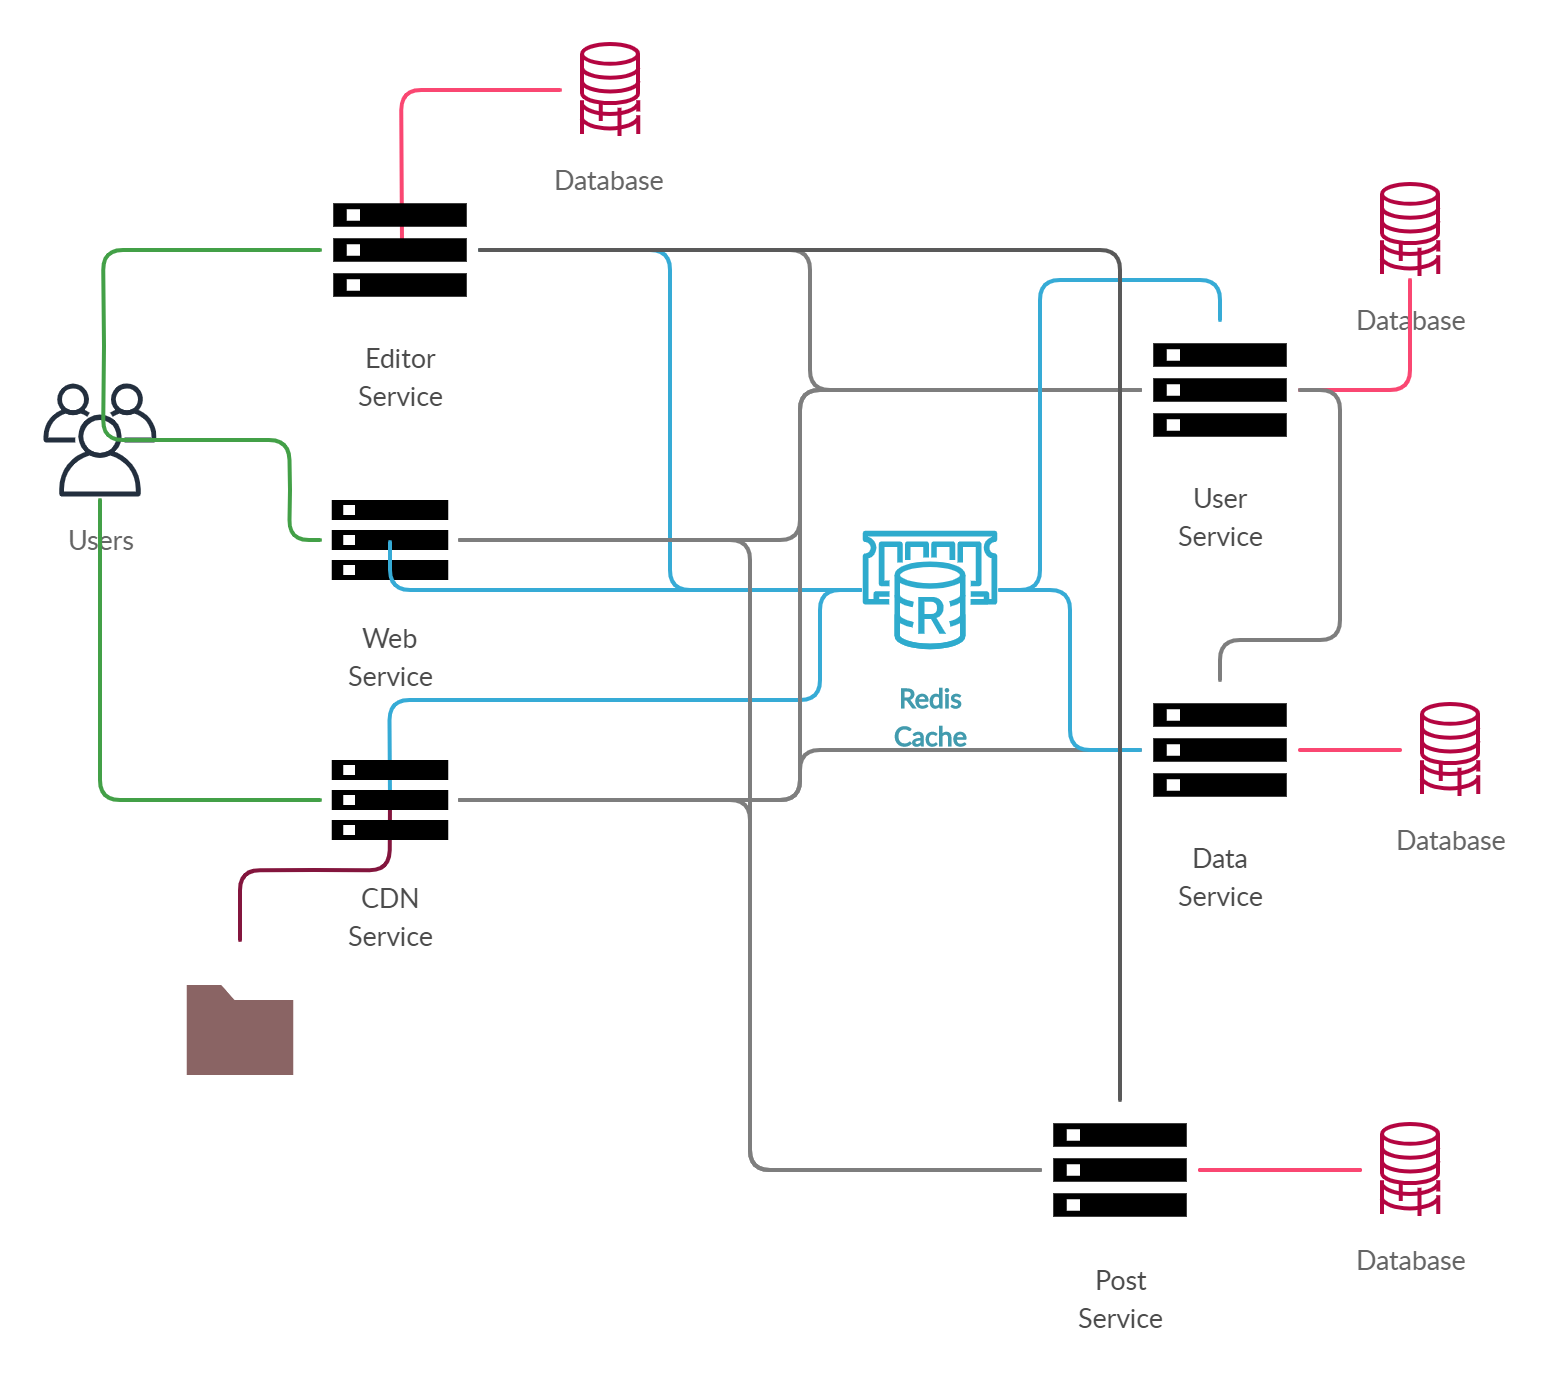 Database
Database
Editor
Service
User
Service
Users
Web
Service
R
Redis
Cache
Database
Data
Service
CDN
Service
Database
Post
Service